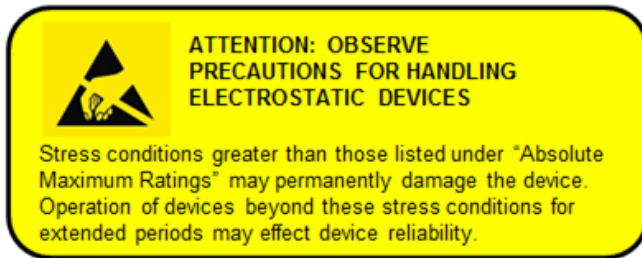 ATTENTION: OBSERVE
PRECAUTIONS FOR HANDLING
ELECTROSTATIC DEVICES
Stress conditions greater than those listed under “Absolute
Maximum Ratings” may permanently damage the device.
Operation of devices beyond these stress conditions for
extended periods may effect device reliability.